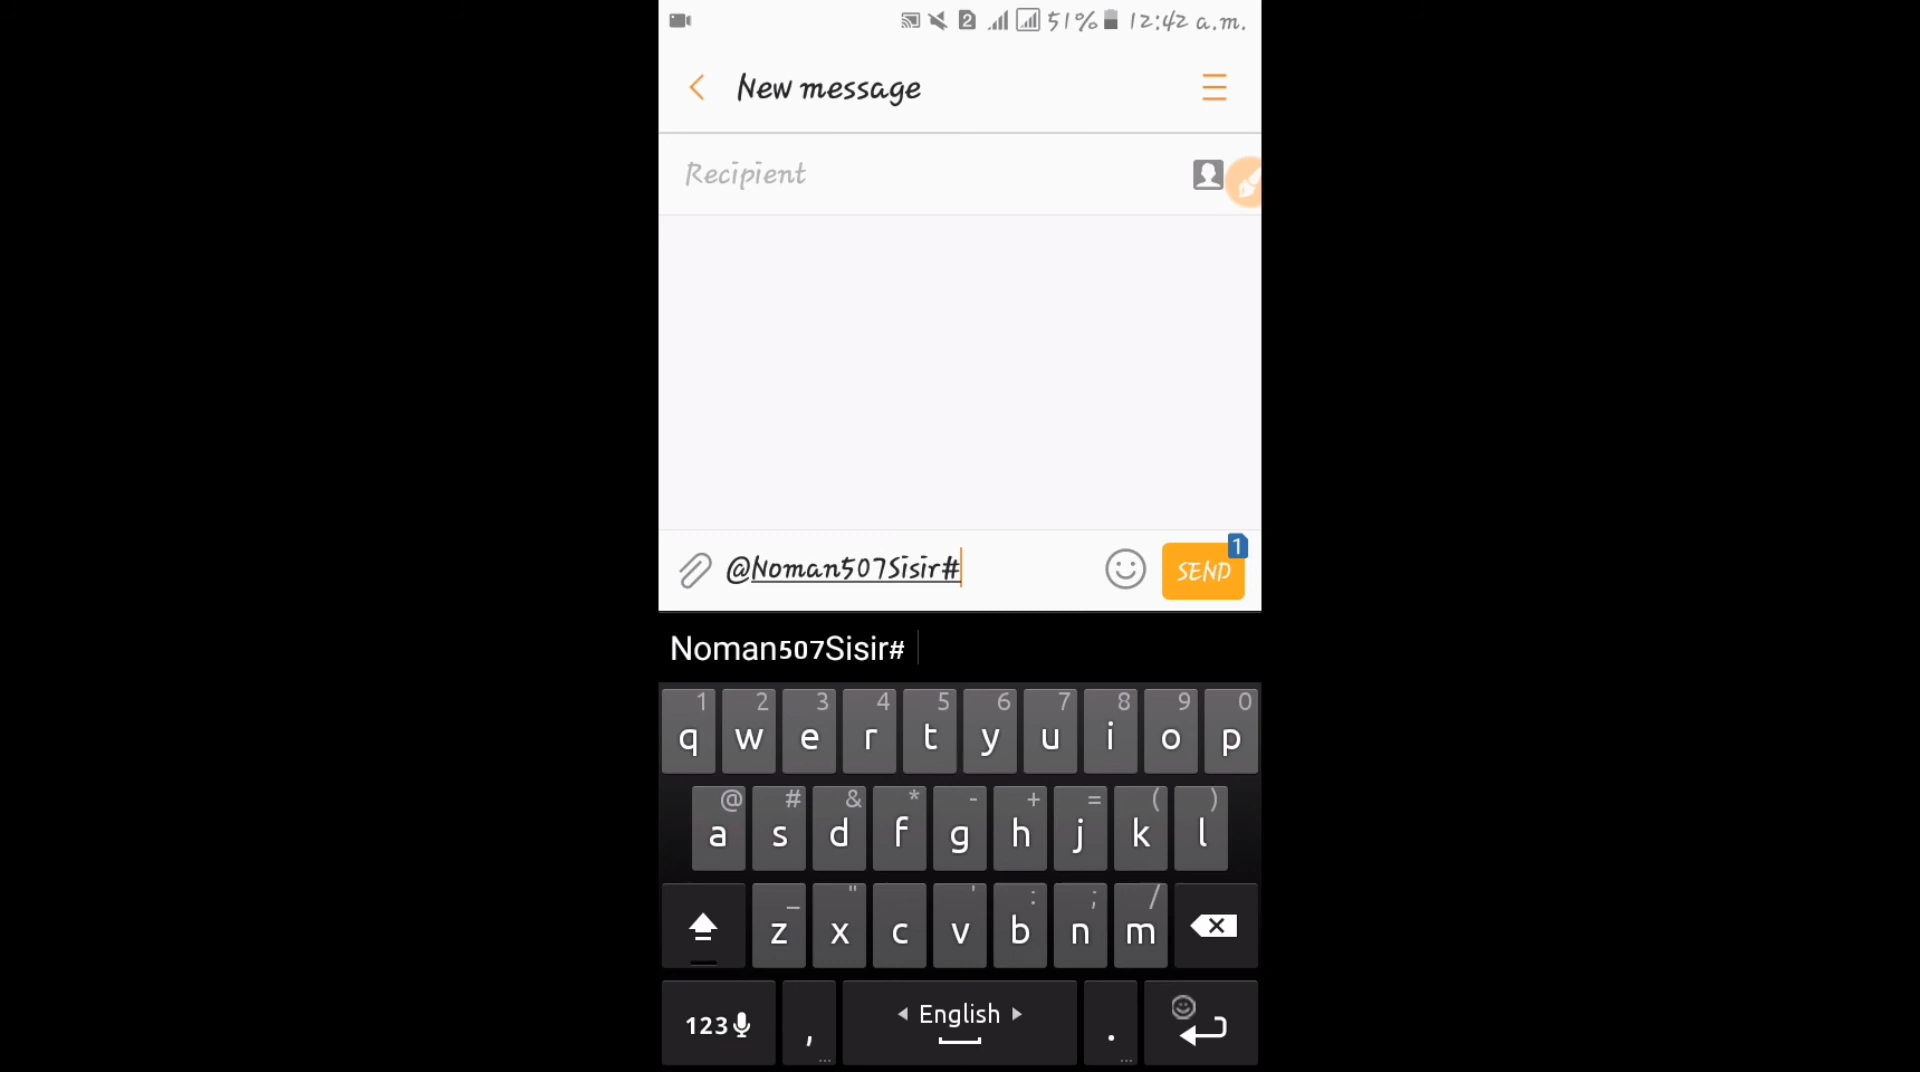 2 51% 12:42 a.m.
New message
Recipient
@Noman507Sisir#
1
SEND
Noman507Sisir#
1 2 3 4 5 6 7 8 9 0
q w e r t y u i o p
@ # & * - + = ( )
a s d f g h j k l
_ " ' : ; /
z x c v b n m
123 , English .
... ...